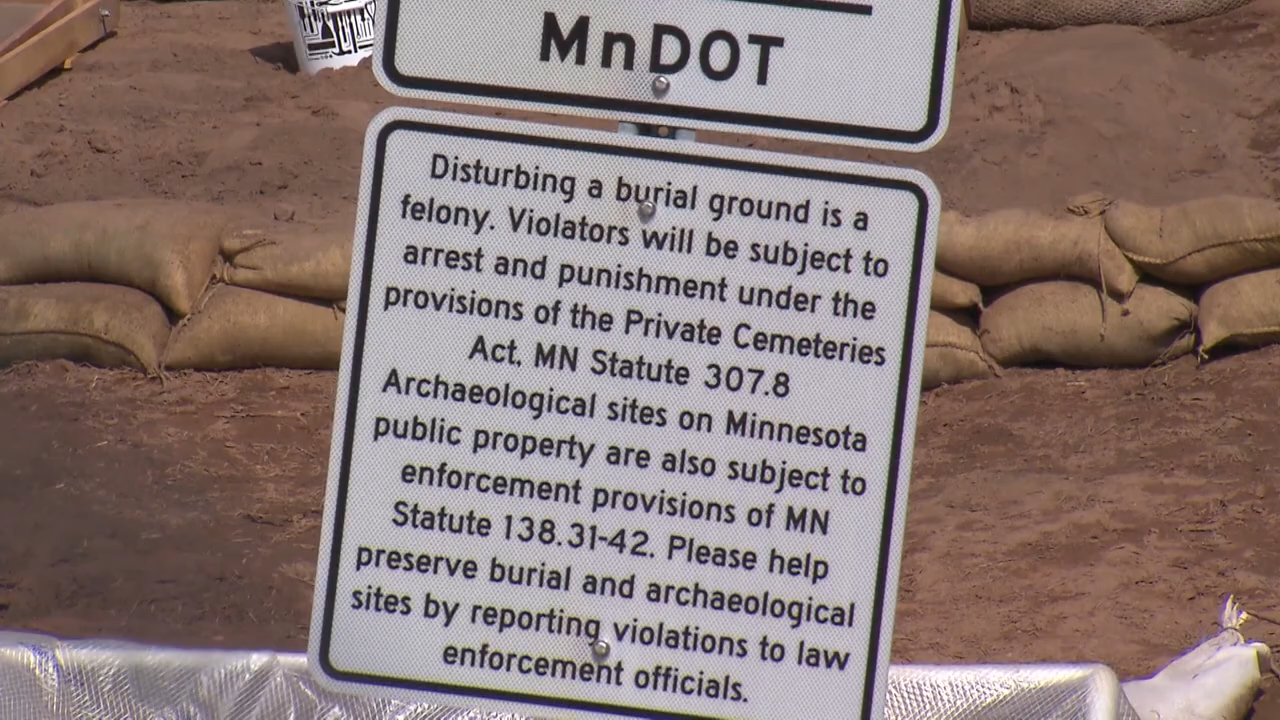 MnDOT
Disturbing a burial ground is a
felony. Violators will be subject to
arrest and punishment under the
provisions of the Private Cemeteries
Act. MN Statute 307.8
Archaeological sites on Minnesota
public property are also subject to
enforcement provisions of MN
Statute 138.31-42. Please help
preserve burial and archaeological
sites by reporting violations to law
enforcement officials.